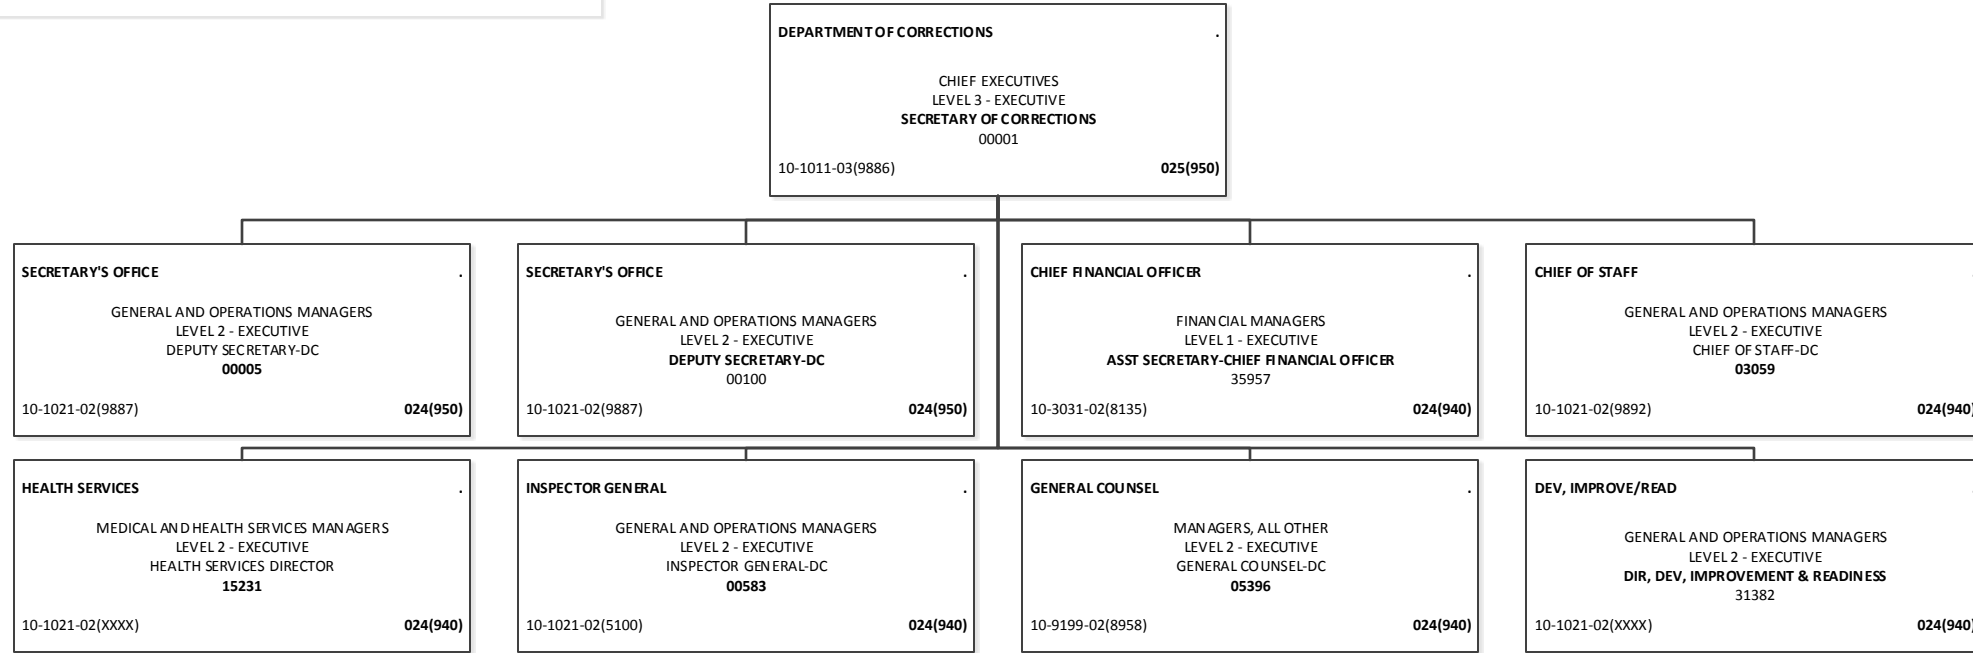 DEPARTMENT OF CORRECTIONS .
CHIEF EXECUTIVES
LEVEL 3 - EXECUTIVE
SECRETARY OF CORRECTIONS
00001
10-1011-03(9886) 025(950)
SECRETARY'S OFFICE .
GENERAL AND OPERATIONS MANAGERS
LEVEL 2 - EXECUTIVE
DEPUTY SECRETARY-DC
00005
10-1021-02(9887) 024(950)
SECRETARY'S OFFICE .
GENERAL AND OPERATIONS MANAGERS
LEVEL 2 - EXECUTIVE
DEPUTY SECRETARY-DC
00100
10-1021-02(9887) 024(950)
CHIEF FINANCIAL OFFICER .
FINANCIAL MANAGERS
LEVEL 1 - EXECUTIVE
ASST SECRETARY-CHIEF FINANCIAL OFFICER
35957
10-3031-02(8135) 024(940)
CHIEF OF STAFF .
GENERAL AND OPERATIONS MANAGERS
LEVEL 2 - EXECUTIVE
CHIEF OF STAFF-DC
03059
10-1021-02(9892) 024(940)
HEALTH SERVICES .
MEDICAL AND HEALTH SERVICES MANAGERS
LEVEL 2 - EXECUTIVE
HEALTH SERVICES DIRECTOR
15231
10-1021-02(XXXX) 024(940)
INSPECTOR GENERAL .
GENERAL AND OPERATIONS MANAGERS
LEVEL 2 - EXECUTIVE
INSPECTOR GENERAL-DC
00583
10-1021-02(5100) 024(940)
GENERAL COUNSEL .
MANAGERS, ALL OTHER
LEVEL 2 - EXECUTIVE
GENERAL COUNSEL-DC
05396
10-9199-02(8958) 024(940)
DEV, IMPROVE/READ .
GENERAL AND OPERATIONS MANAGERS
LEVEL 2 - EXECUTIVE
DIR, DEV, IMPROVEMENT & READINESS
31382
10-1021-02(XXXX) 024(940)